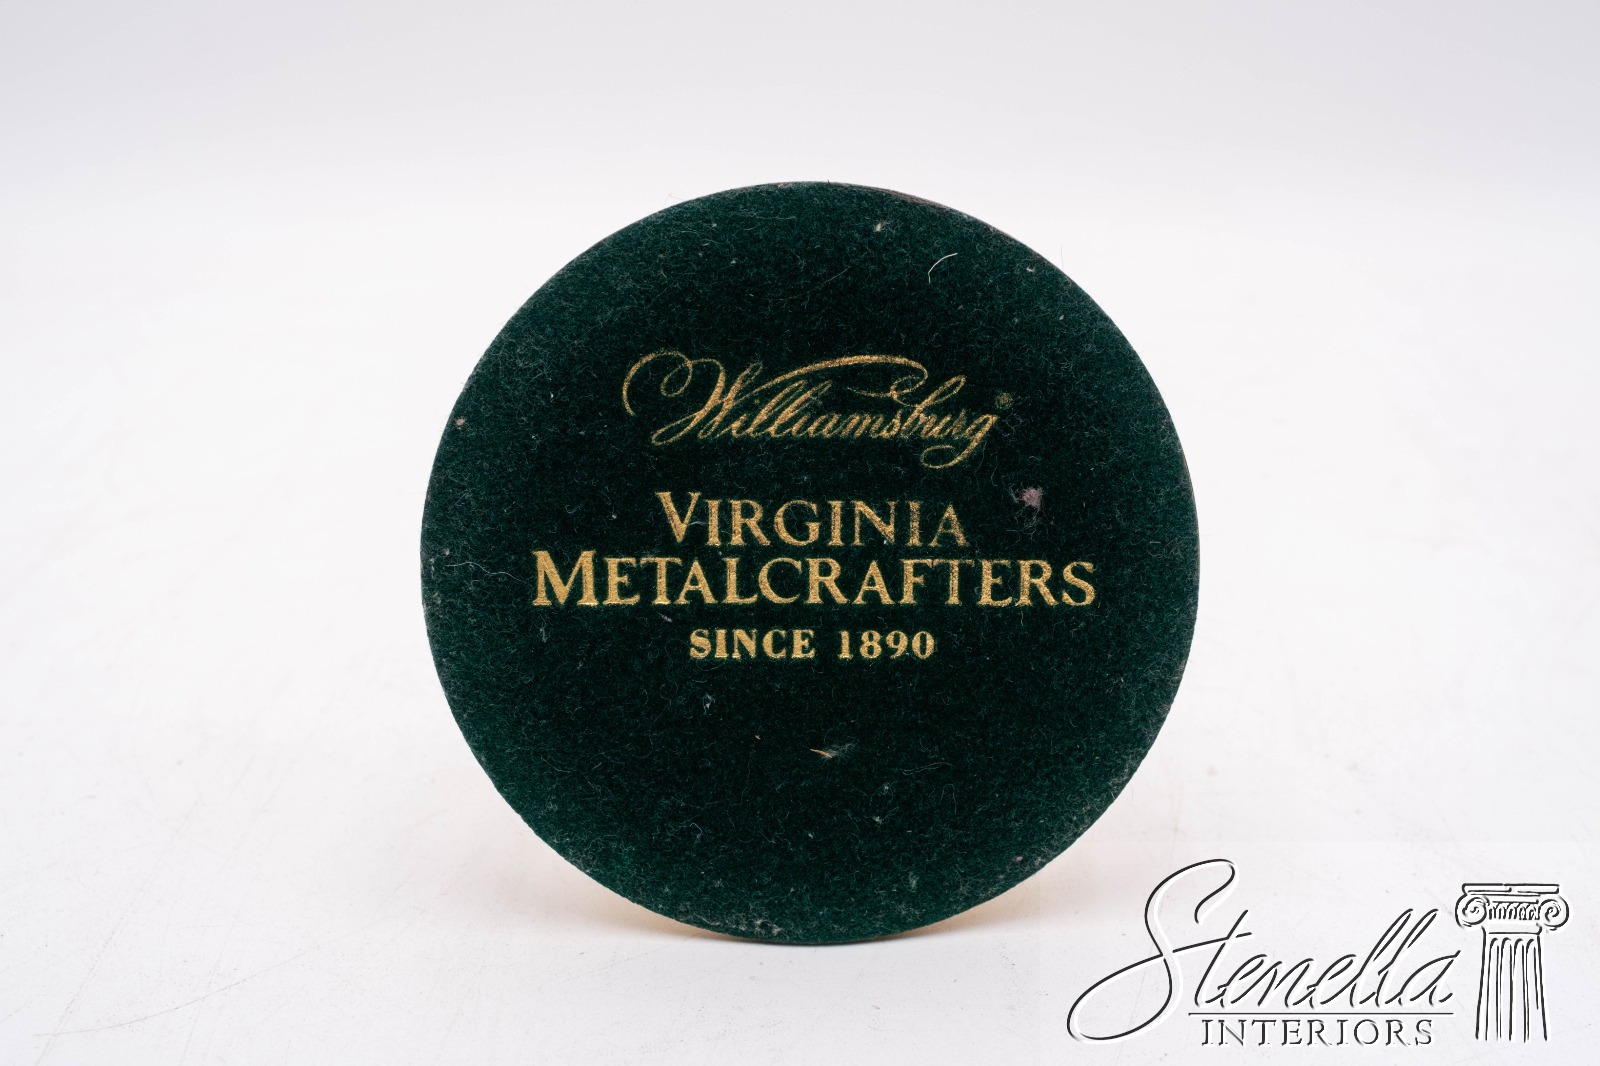 Williamsburg®
VIRGINIA
METALCRAFTERS
SINCE 1890
Stenella
INTERIORS